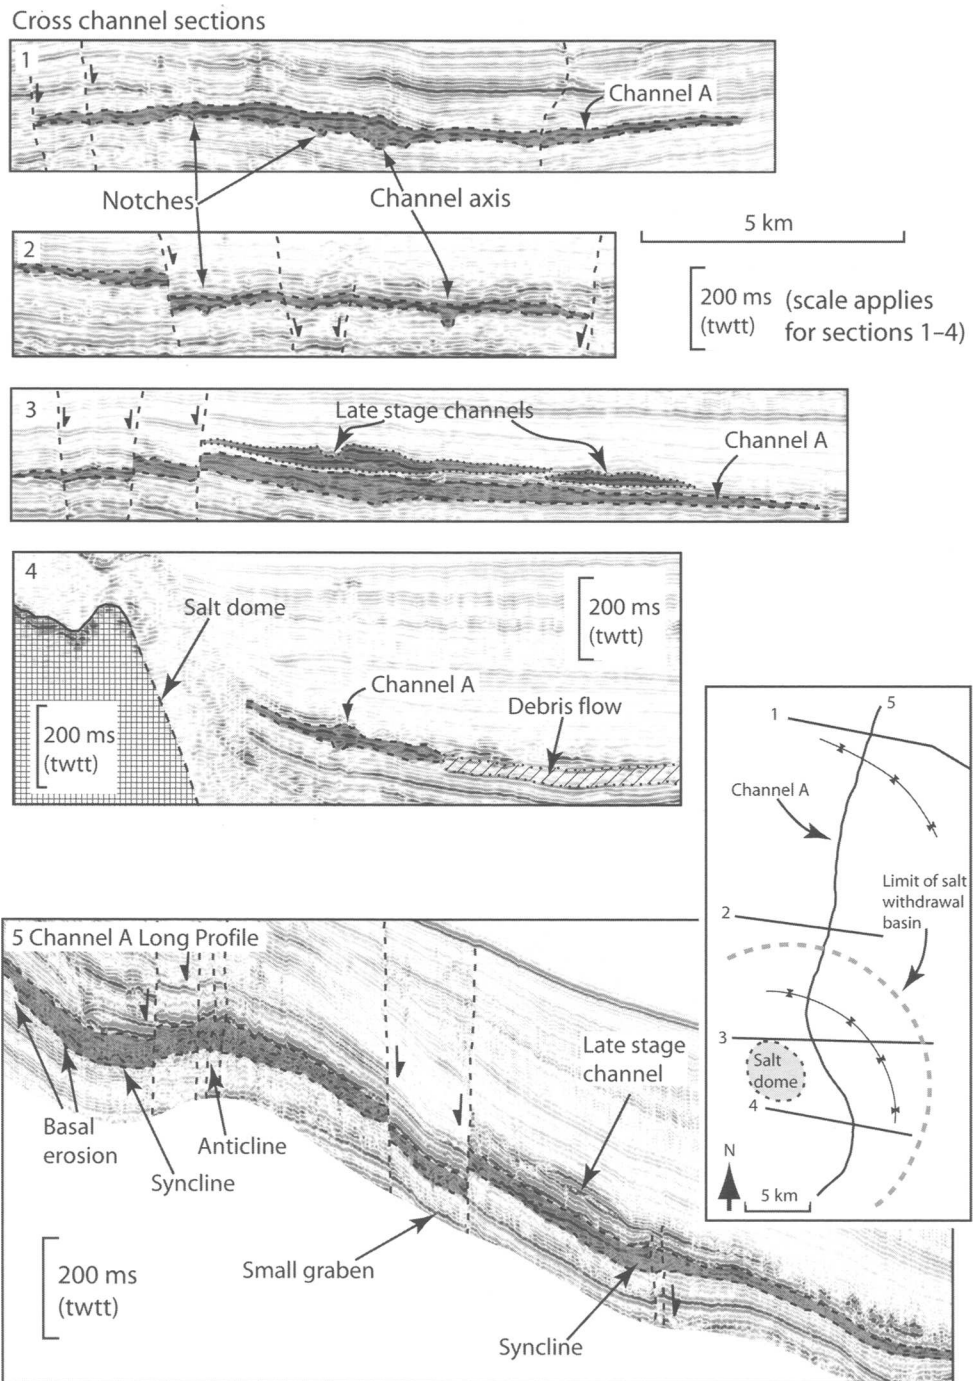 Cross channel sections
1
Channel A
Notches
Channel axis
5 km
2
200 ms
(twtt)
(scale applies
for sections 1–4)
3
Late stage channels
Channel A
4
Salt dome
200 ms
(twtt)
Channel A
Debris flow
200 ms
(twtt)
5
1
Channel A
Limit of salt
withdrawal
basin
2
3
Salt
dome
4
N
5 km
5 Channel A Long Profile
Late stage
channel
Basal
erosion
Anticline
Syncline
Small graben
200 ms
(twtt)
Syncline